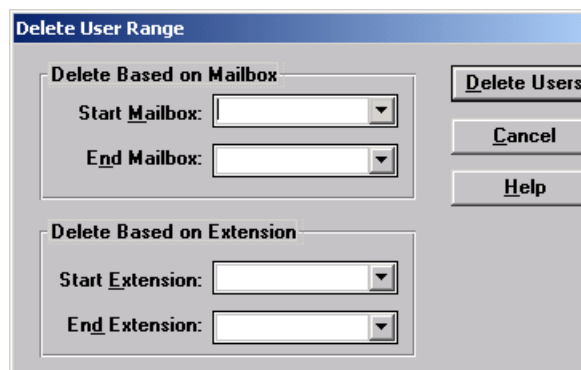 Delete User Range
Delete Based on Mailbox
Start Mailbox:
End Mailbox:
Delete Based on Extension
Start Extension:
End Extension:
Delete Users
Cancel
Help